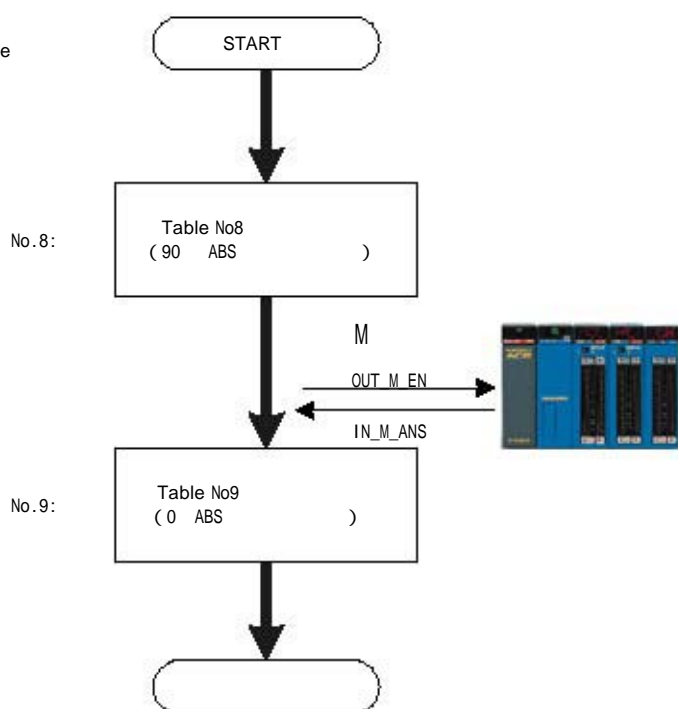 START
e
Table No8
No.8:
( 90 ABS )
M
OUT_M_EN
IN_M_ANS
Table No9
No.9:
( 0 ABS )